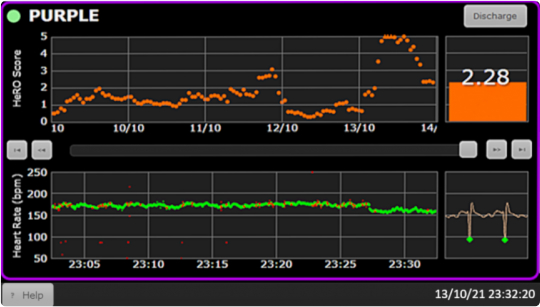 PURPLE
Discharge
HeRO Score
5
4
3
2
1
0
10 10/10 11/10 12/10 13/10 14/
2.28
Heart Rate (bpm)
250
200
150
100
50
23:05 23:10 23:15 23:20 23:25 23:30
? Help
13/10/21 23:32:20